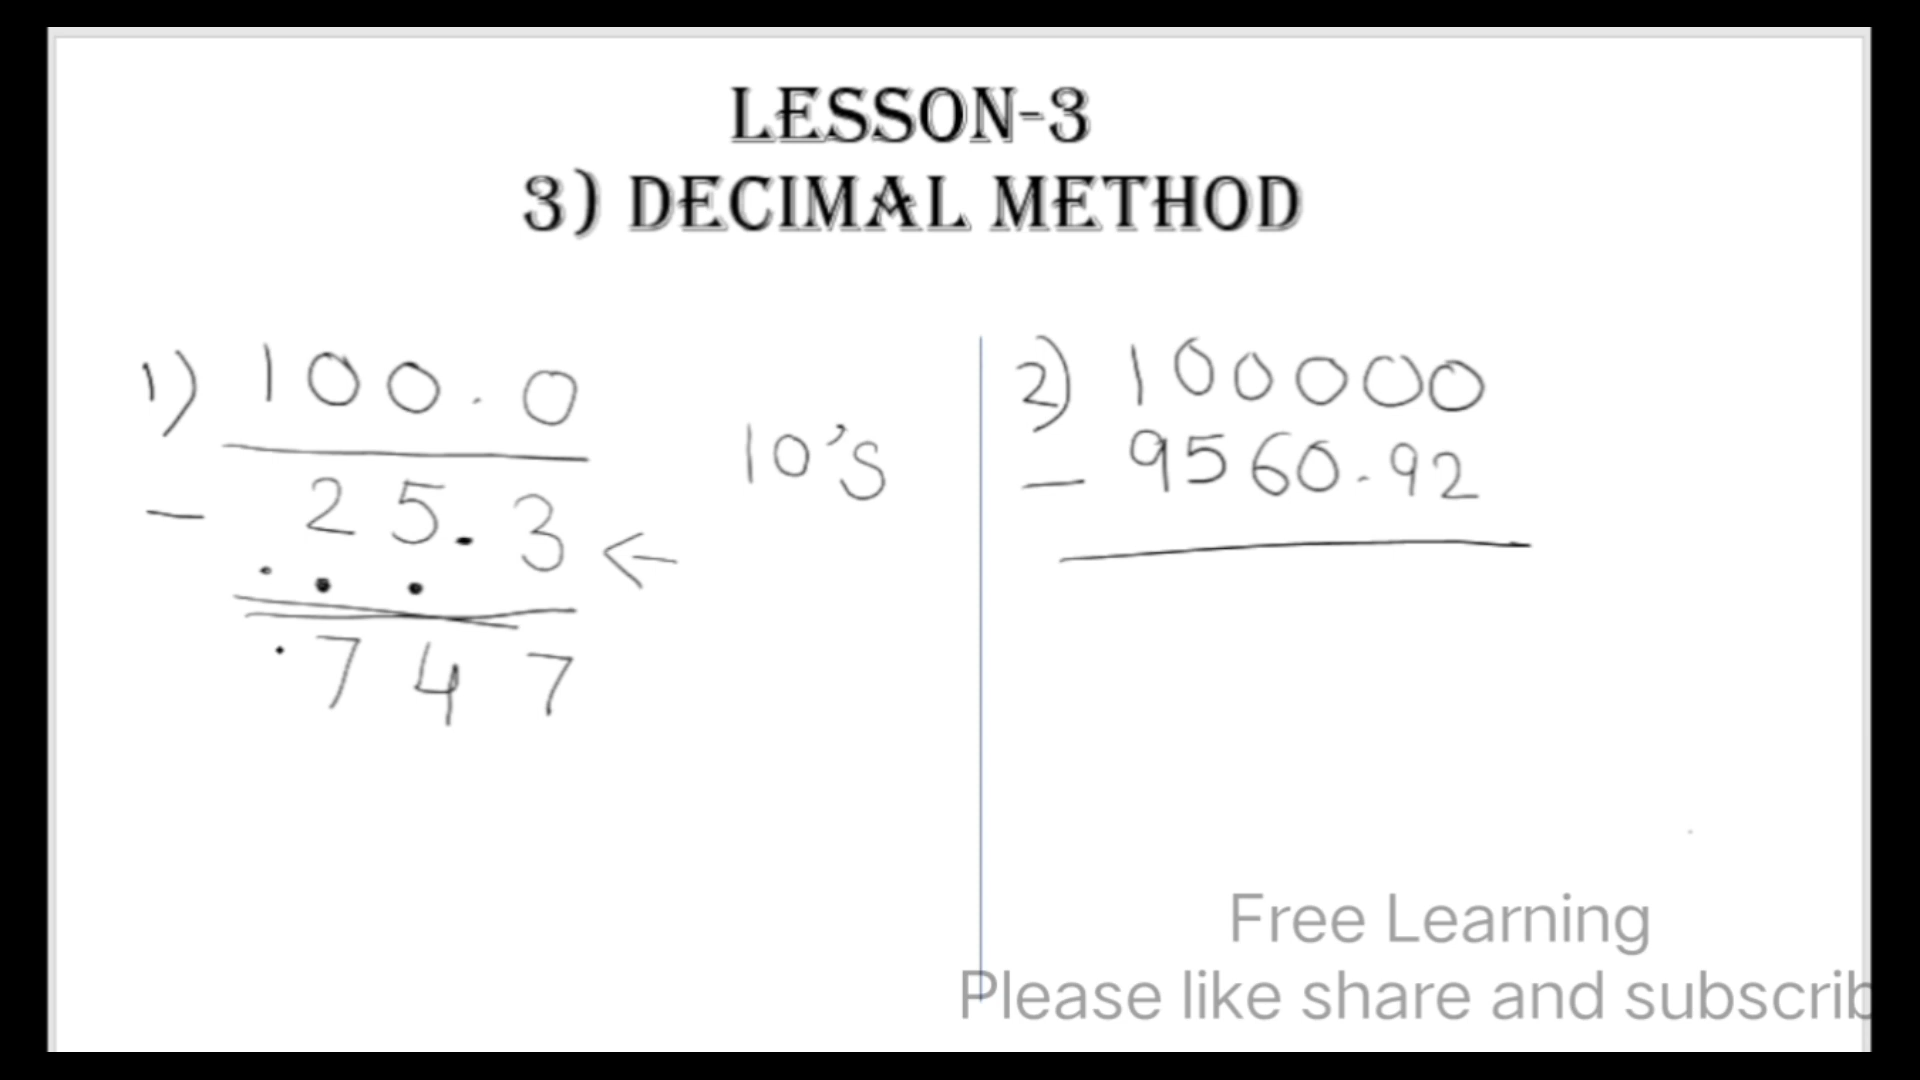 LESSON-3
3) DECIMAL METHOD
1) 100.0
- 25.3 ←
10's
. . .
.747
2) 100000
- 9560.92
Free Learning
Please like share and subscrib